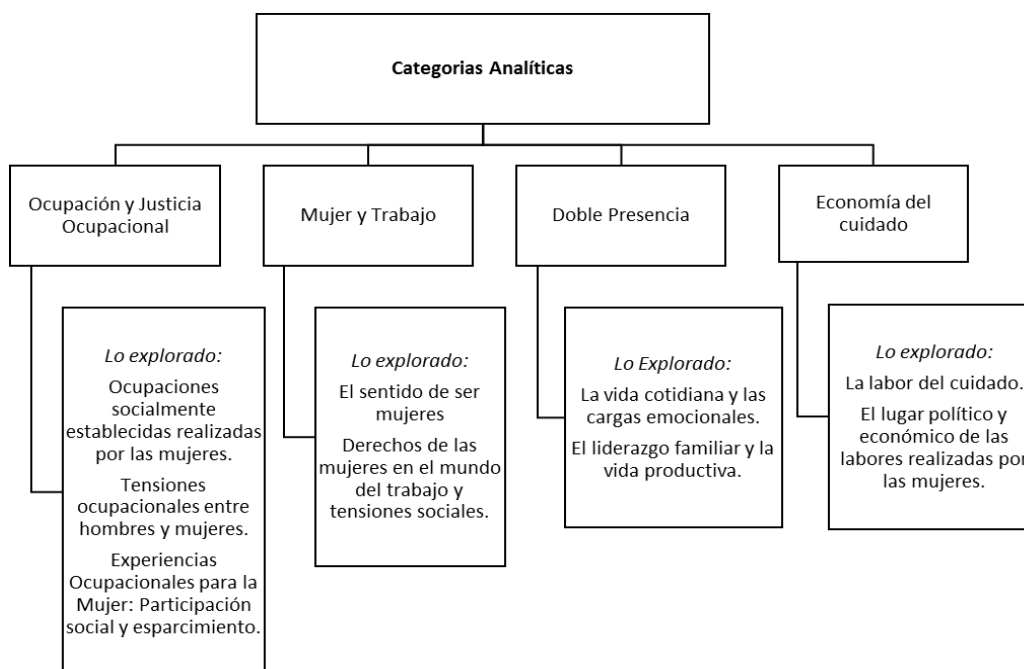 Categorias Analíticas
Ocupación y Justicia
Ocupacional
Mujer y Trabajo
Doble Presencia
Economía del
cuidado
Lo explorado:
Ocupaciones
socialmente
establecidas realizadas
por las mujeres.
Tensiones
ocupacionales entre
hombres y mujeres.
Experiencias
Ocupacionales para la
Mujer: Participación
social y esparcimiento.
Lo explorado:
El sentido de ser
mujeres
Derechos de las
mujeres en el mundo
del trabajo y
tensiones sociales.
Lo Explorado:
La vida cotidiana y las
cargas emocionales.
El liderazgo familiar y la
vida productiva.
Lo explorado:
La labor del cuidado.
El lugar político y
económico de las
labores realizadas por
las mujeres.